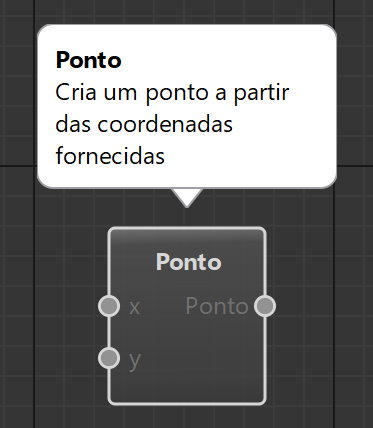 Ponto
Cria um ponto a partir
das coordenadas
fornecidas
Ponto
x Ponto
y